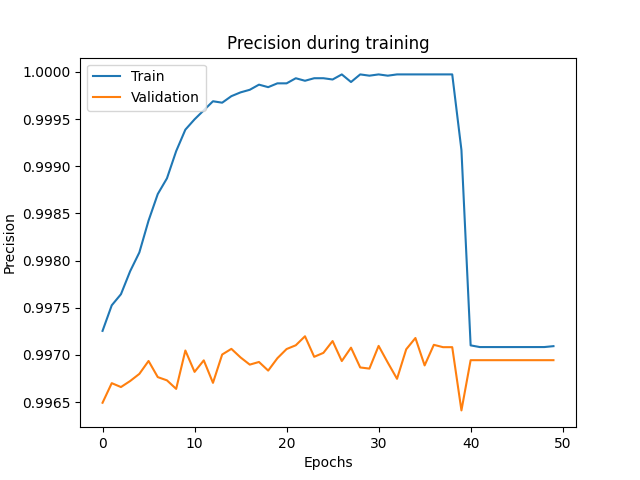 Precision during training
Train
Validation
1.0000
0.9995
0.9990
0.9985
0.9980
0.9975
0.9970
0.9965
Precision
0 10 20 30 40 50
Epochs